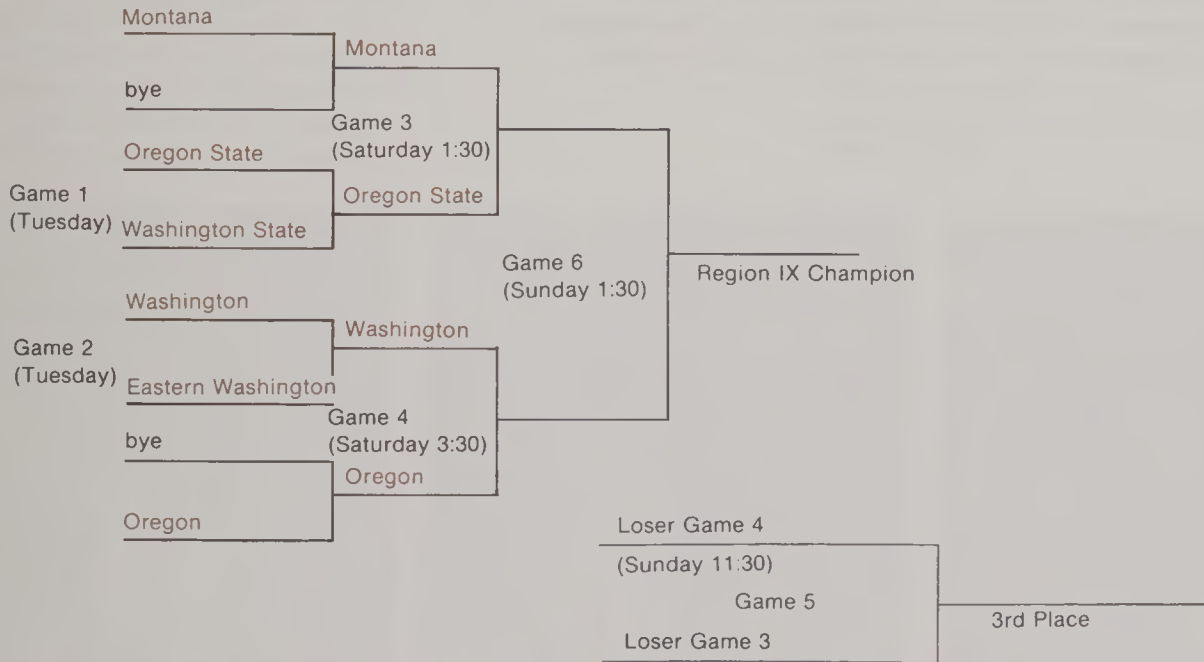 Montana
Montana
bye
Game 3
(Saturday 1:30)
Oregon State
Game 1
(Tuesday)
Oregon State
Washington State
Game 6
(Sunday 1:30)
Region IX Champion
Washington
Washington
Game 2
(Tuesday)
Eastern Washington
Game 4
(Saturday 3:30)
bye
Oregon
Oregon
Loser Game 4
(Sunday 11:30)
Game 5
3rd Place
Loser Game 3